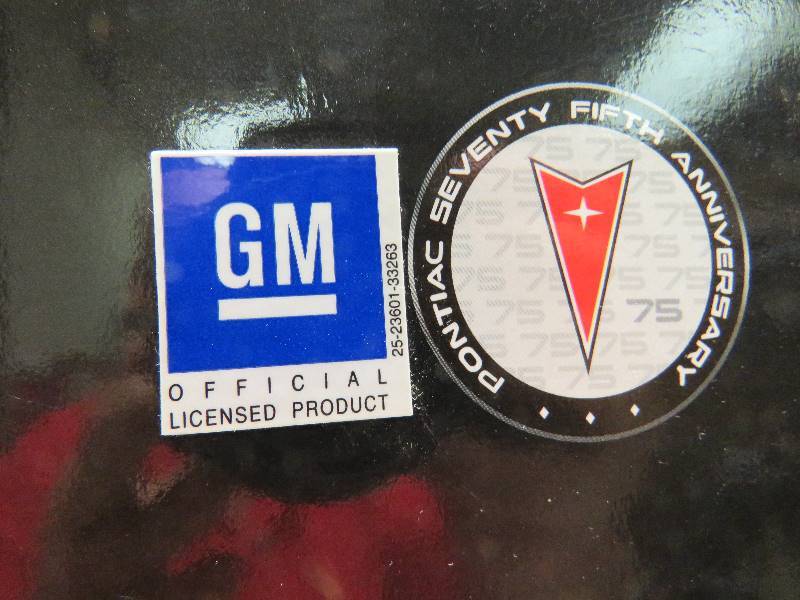 GM
25-23601-33263
OFFICIAL
LICENSED PRODUCT
PONTIAC SEVENTY FIFTH ANNIVERSARY
75